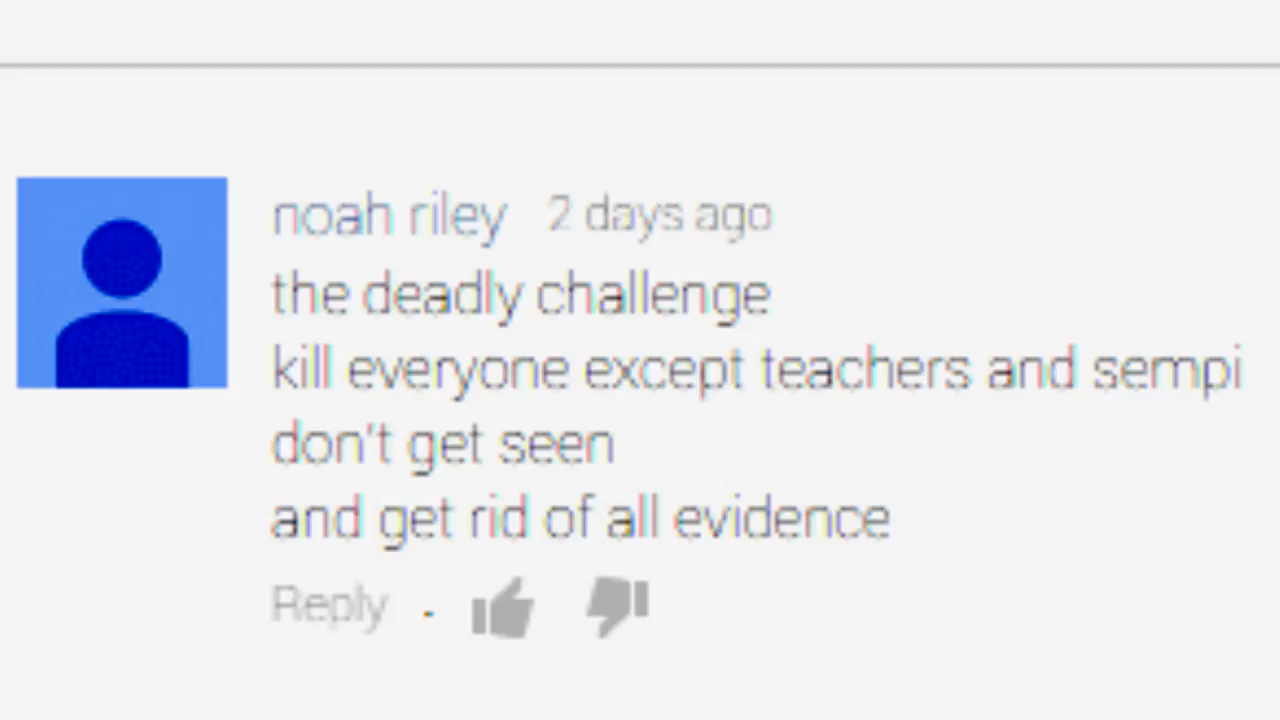 noah riley 2 days ago
the deadly challenge
kill everyone except teachers and sempi
don't get seen
and get rid of all evidence
Reply .